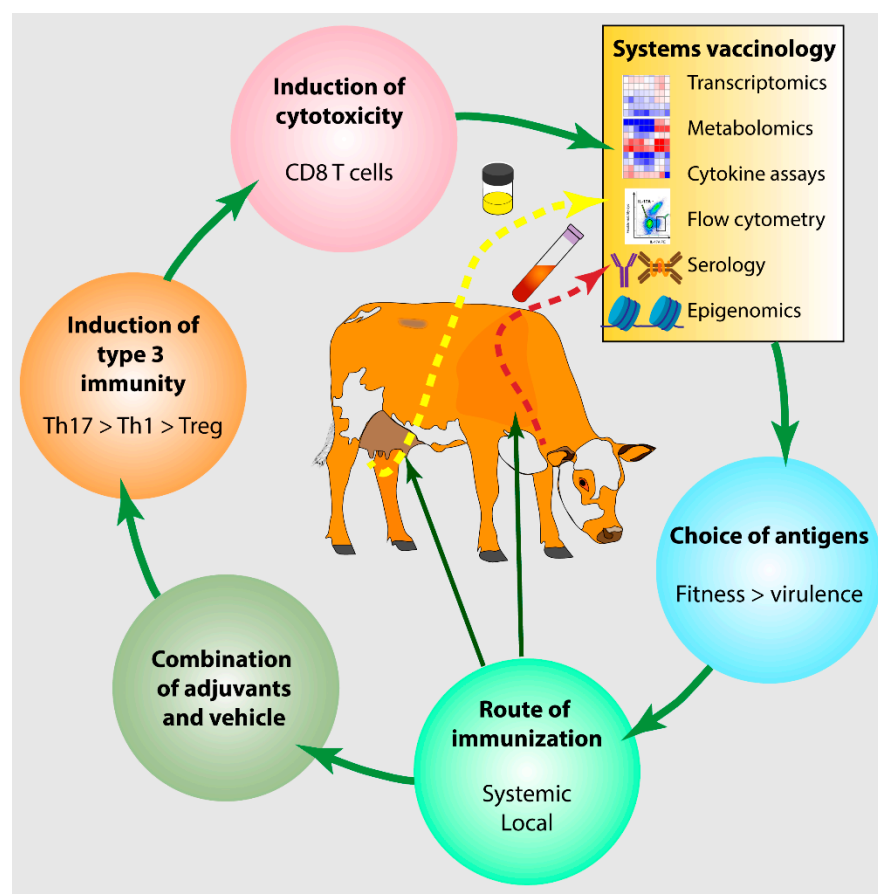 Induction of
cytotoxicity
CD8 T cells
Systems vaccinology
Transcriptomics
Metabolomics
Cytokine assays
Flow cytometry
Serology
Epigenomics
Choice of antigens
Fitness > virulence
Route of
immunization
Systemic
Local
Combination
of adjuvants
and vehicle
Induction of
type 3
immunity
Th17 > Th1 > Treg